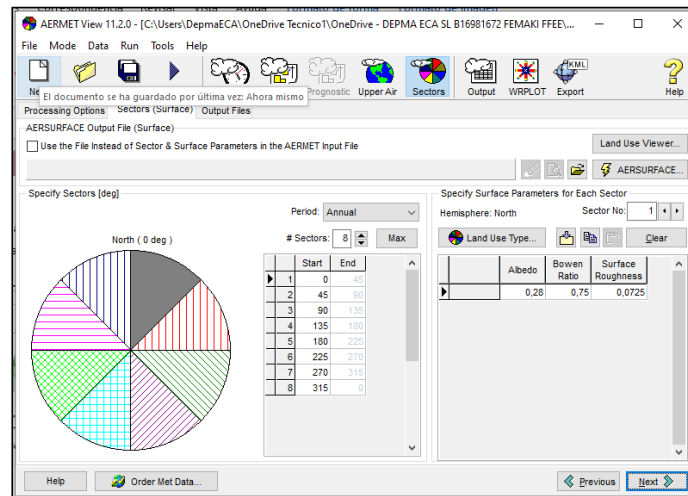 AERMET View 11.2.0 - [C:\Users\DepmaECA\OneDrive Tecnico1\OneDrive - DEPMA ECA SL B16981672 FEMAKI FFEE\...
File Mode Data Run Tools Help
Prognostic Upper Air Sectors Output WRPLOT Export Help
KML
El documento se ha guardado por última vez: Ahora mismo
Processing Options Sectors (Surface) Output Files
AERSURFACE Output File (Surface)
Use the File Instead of Sector & Surface Parameters in the AERMET Input File
Land Use Viewer...
AERSURFACE...
Specify Sectors [deg]
Period: Annual
# Sectors: 8 Max
North ( 0 deg )
Start End
1 0 45
2 45 90
3 90 135
4 135 180
5 180 225
6 225 270
7 270 315
8 315 0
Specify Surface Parameters for Each Sector
Hemisphere: North Sector No: 1
Land Use Type... Clear
Albedo Bowen Ratio Surface Roughness
0,28 0,75 0,0725
Help Order Met Data... Previous Next